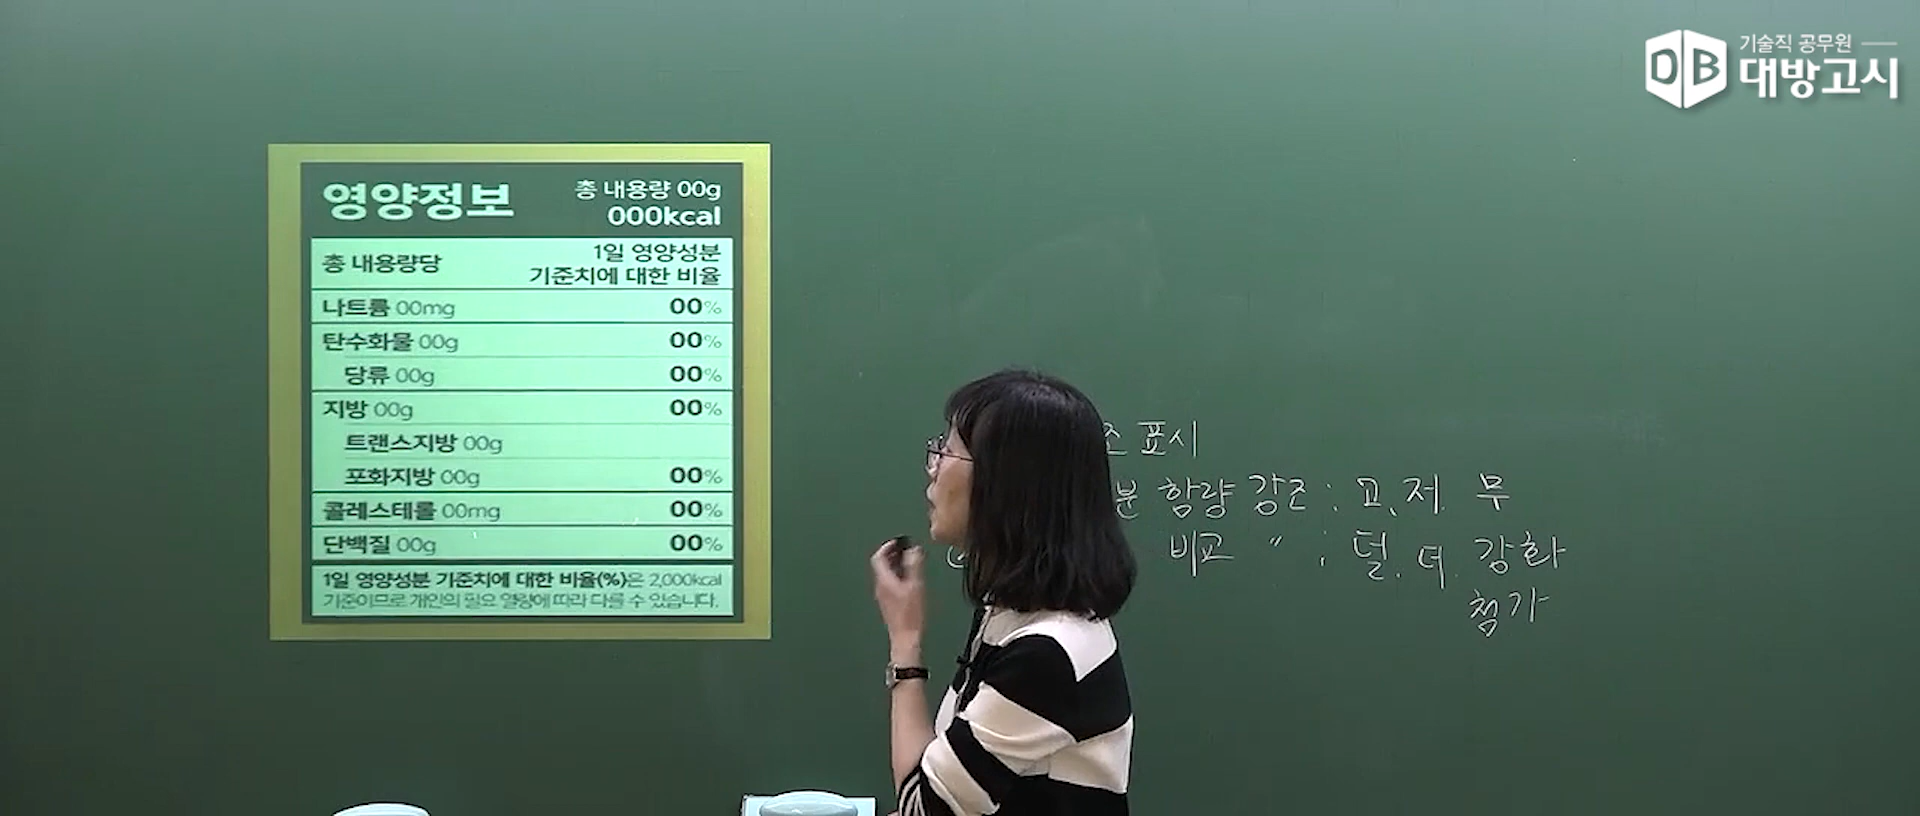 기술직 공무원
DB 대방고시
영양정보
총 내용량 00g
000kcal
총 내용량당
1일 영양성분
기준치에 대한 비율
나트륨 00mg 00%
탄수화물 00g 00%
당류 00g 00%
지방 00g 00%
트랜스지방 00g
포화지방 00g 00%
콜레스테롤 00mg 00%
단백질 00g 00%
1일 영양성분 기준치에 대한 비율(%)은 2,000kcal
기준이므로 개인의 필요 열량에 따라 다를 수 있습니다.
조 표시
분 함량 강조 : 고, 저. 무
비교 〃 : 덜. 더. 강화
첨가